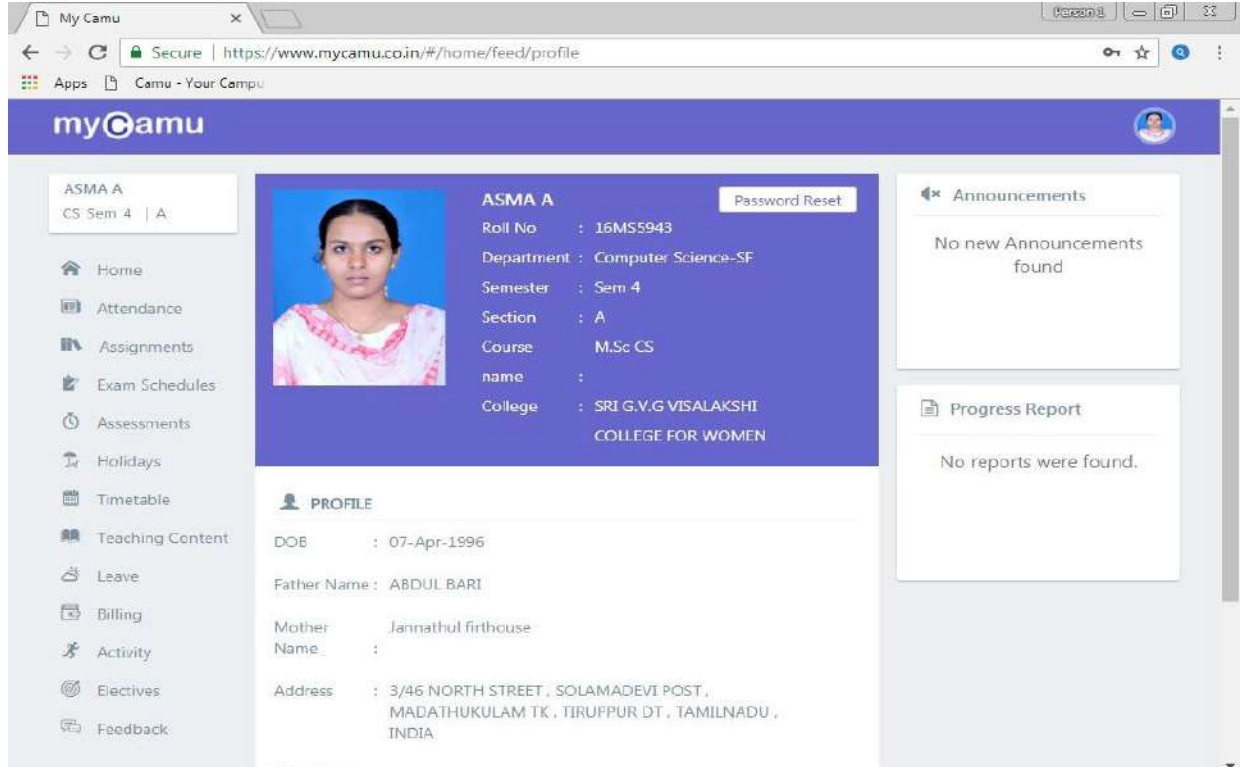 My Camu
Person 1
Secure | https://www.mycamu.co.in/#/home/feed/profile
Apps Camu - Your Campu
myCamu
ASMA A
CS Sem 4 | A
Home
Attendance
Assignments
Exam Schedules
Assessments
Holidays
Timetable
Teaching Content
Leave
Billing
Activity
Electives
Feedback
ASMA A
Password Reset
Roll No : 16MS5943
Department : Computer Science-SF
Semester : Sem 4
Section : A
Course M.Sc CS
name :
College : SRI G.V.G VISALAKSHI
COLLEGE FOR WOMEN
PROFILE
DOB : 07-Apr-1996
Father Name : ABDUL BARI
Mother Jannathul firthouse
Name :
Address : 3/46 NORTH STREET , SOLAMADEVI POST ,
MADATHUKULAM TK , TIRUPPUR DT , TAMILNADU ,
INDIA
Announcements
No new Announcements
found
Progress Report
No reports were found.